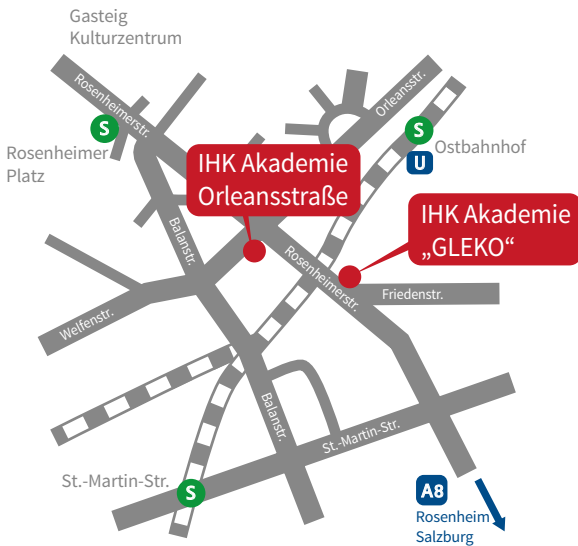 Gasteig
Kulturzentrum
Rosenheimerstr.
Orleansstr.
S
Rosenheimer
Platz
S
Ostbahnhof
U
IHK Akademie
Orleansstraße
IHK Akademie
„GLEKO“
Balanstr.
Rosenheimerstr.
Friedenstr.
Welfenstr.
Balanstr.
St.-Martin-Str.
St.-Martin-Str.
S
A8
Rosenheim
Salzburg